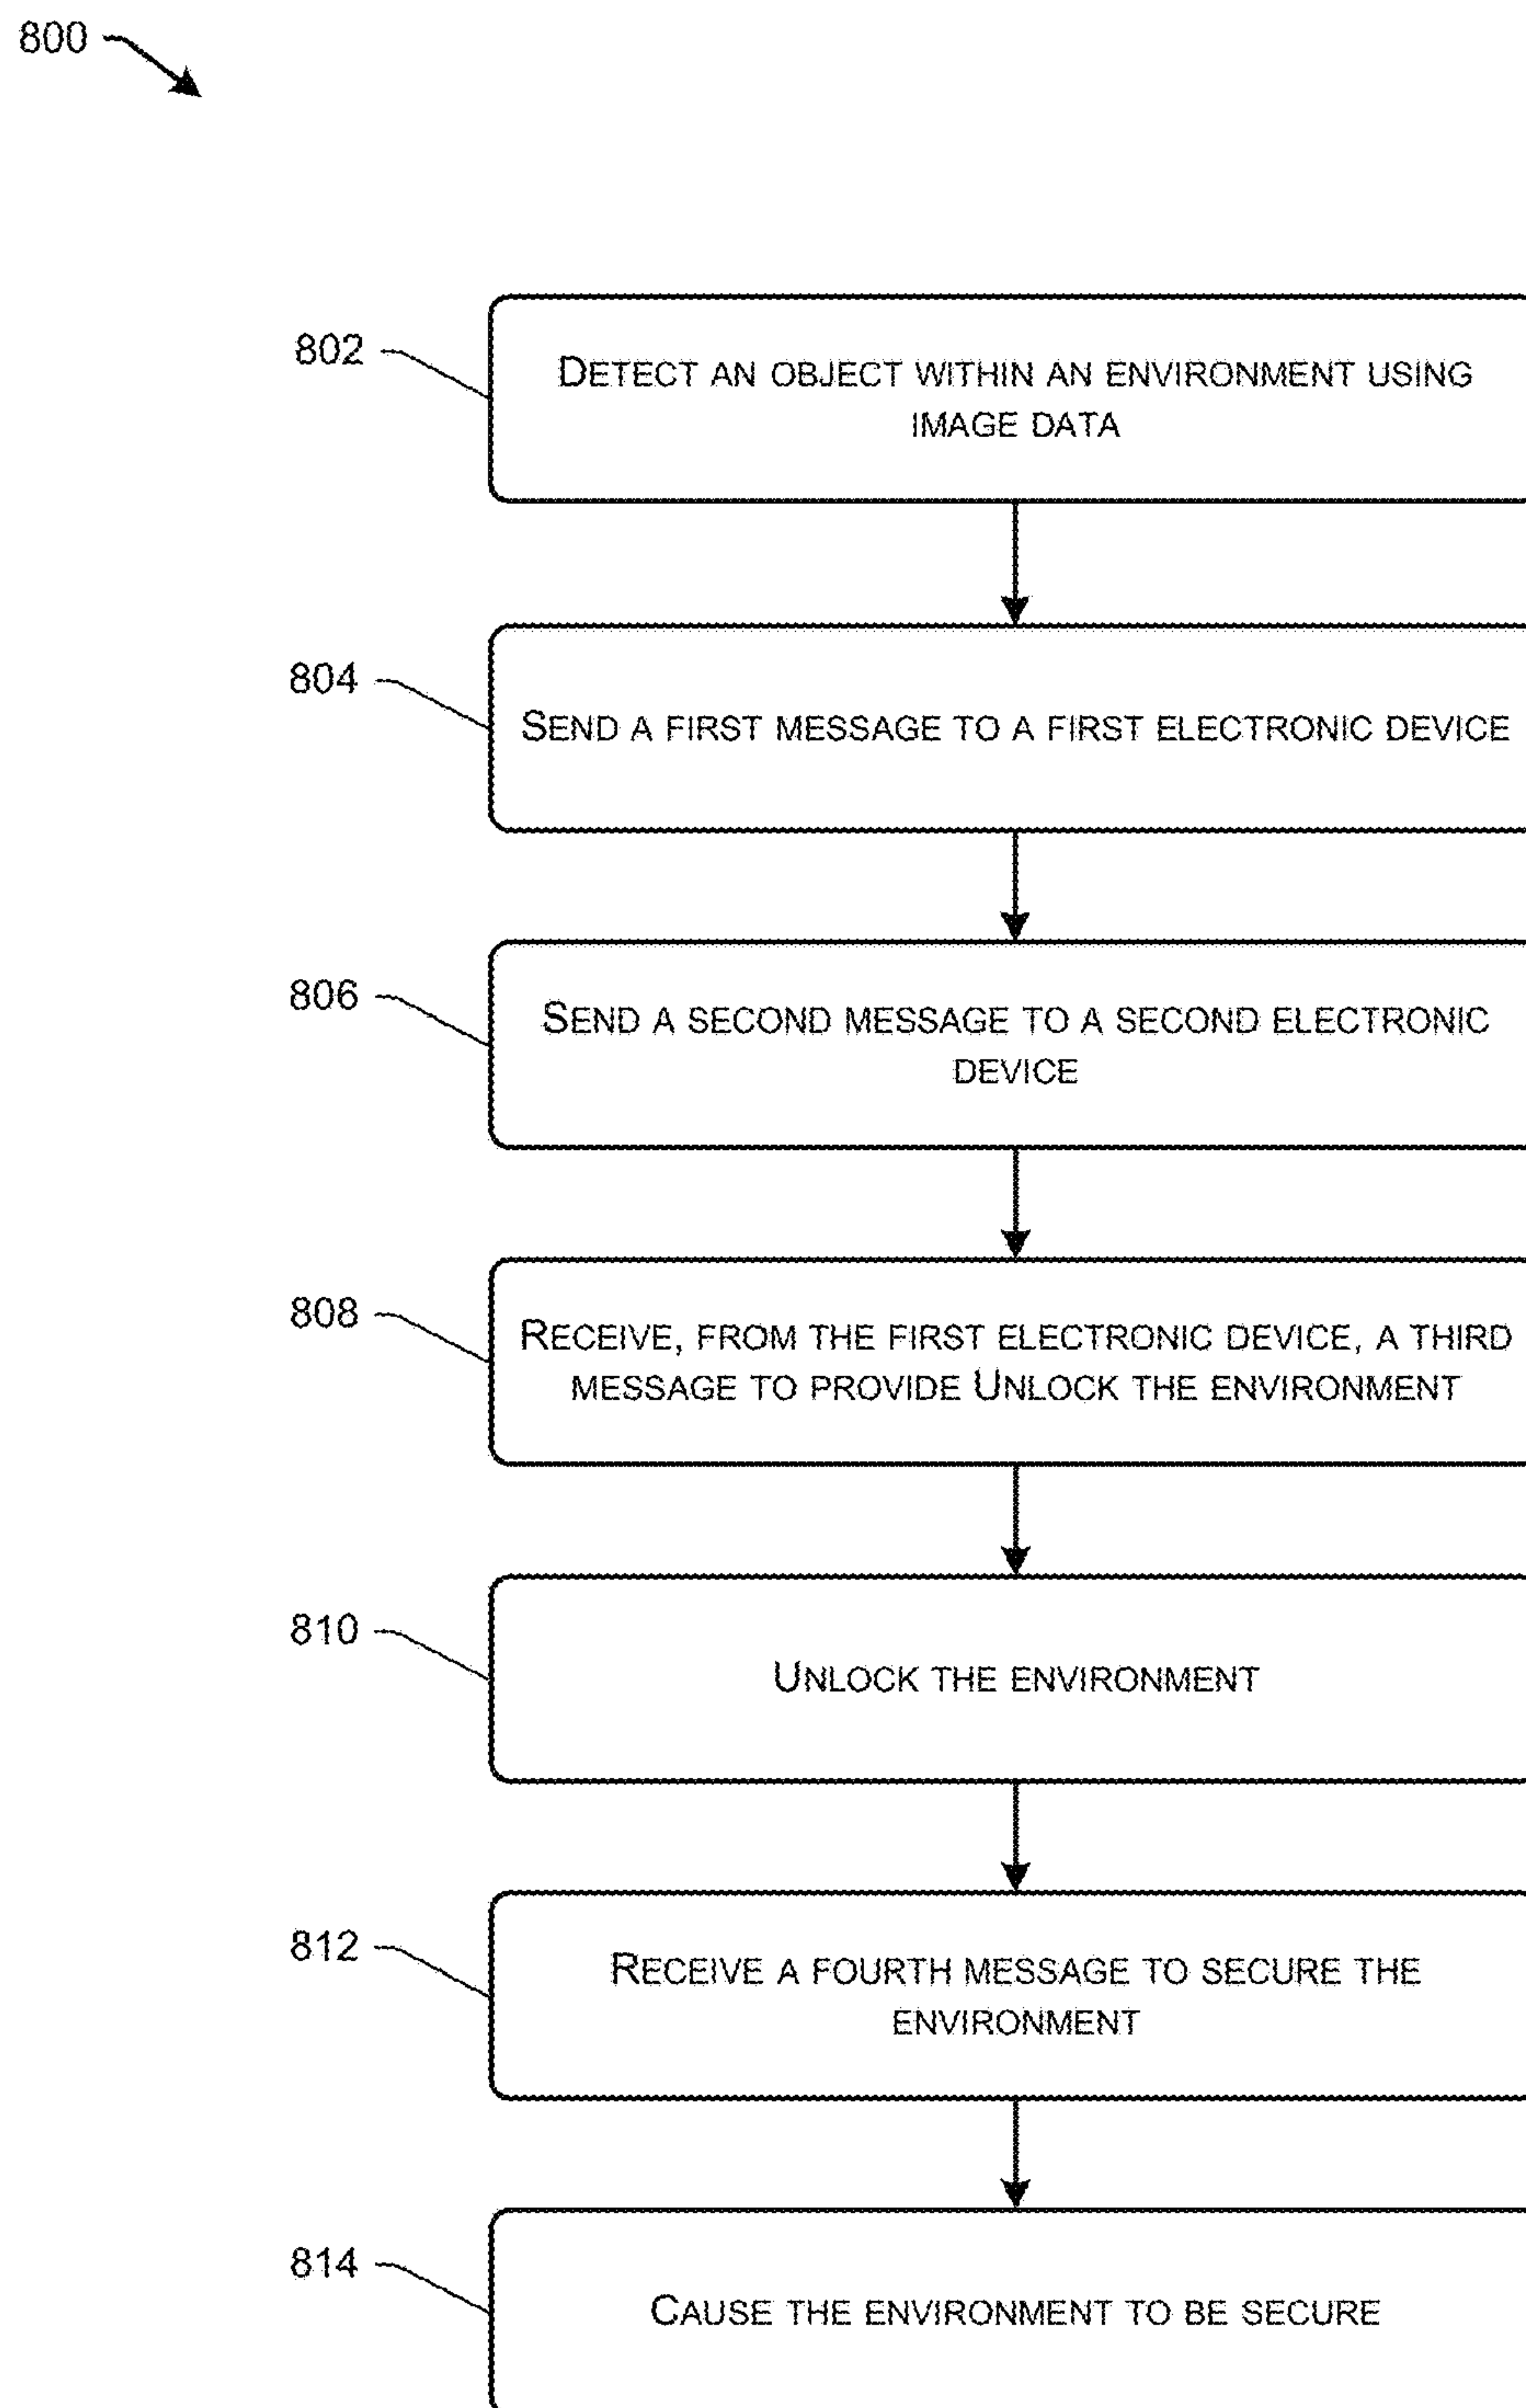 800
802
DETECT AN OBJECT WITHIN AN ENVIRONMENT USING
IMAGE DATA
804
SEND A FIRST MESSAGE TO A FIRST ELECTRONIC DEVICE
806
SEND A SECOND MESSAGE TO A SECOND ELECTRONIC
DEVICE
808
RECEIVE, FROM THE FIRST ELECTRONIC DEVICE, A THIRD
MESSAGE TO PROVIDE UNLOCK THE ENVIRONMENT
810
UNLOCK THE ENVIRONMENT
812
RECEIVE A FOURTH MESSAGE TO SECURE THE
ENVIRONMENT
814
CAUSE THE ENVIRONMENT TO BE SECURE